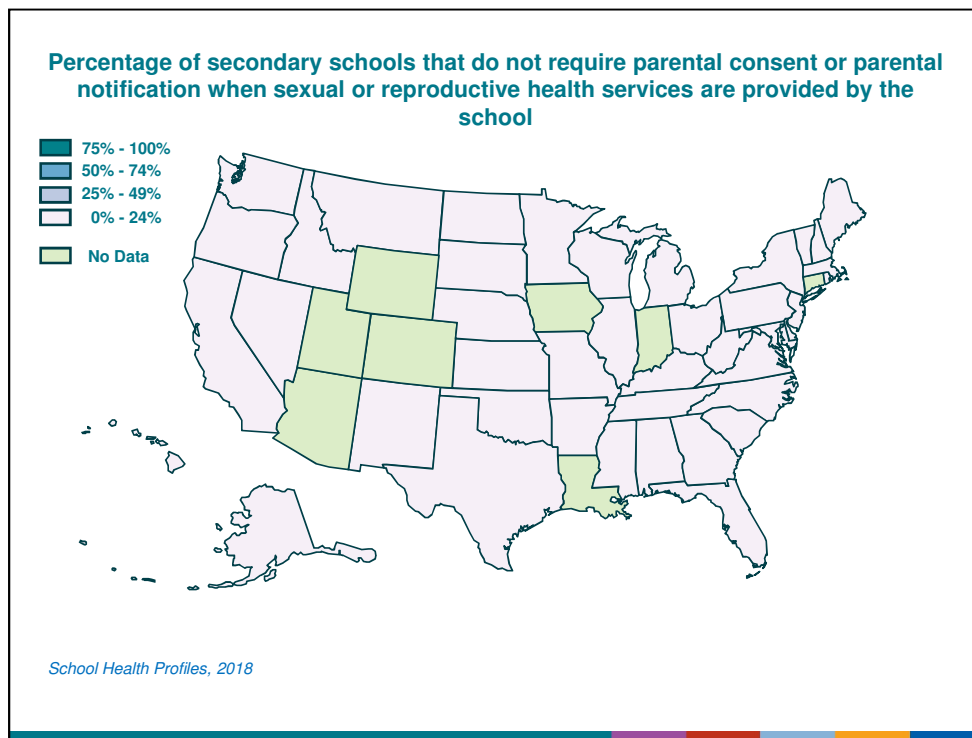 Percentage of secondary schools that do not require parental consent or parental
notification when sexual or reproductive health services are provided by the
school
75% - 100%
50% - 74%
25% - 49%
0% - 24%
No Data
School Health Profiles, 2018